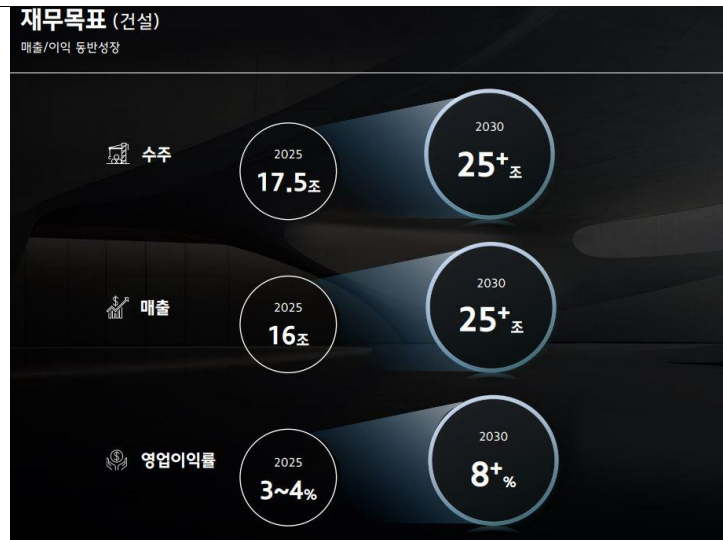 재무목표 (건설)
매출/이익 동반성장
수주
2025
17.5조
2030
25+조
매출
2025
16조
2030
25+조
영업이익률
2025
3~4%
2030
8+%